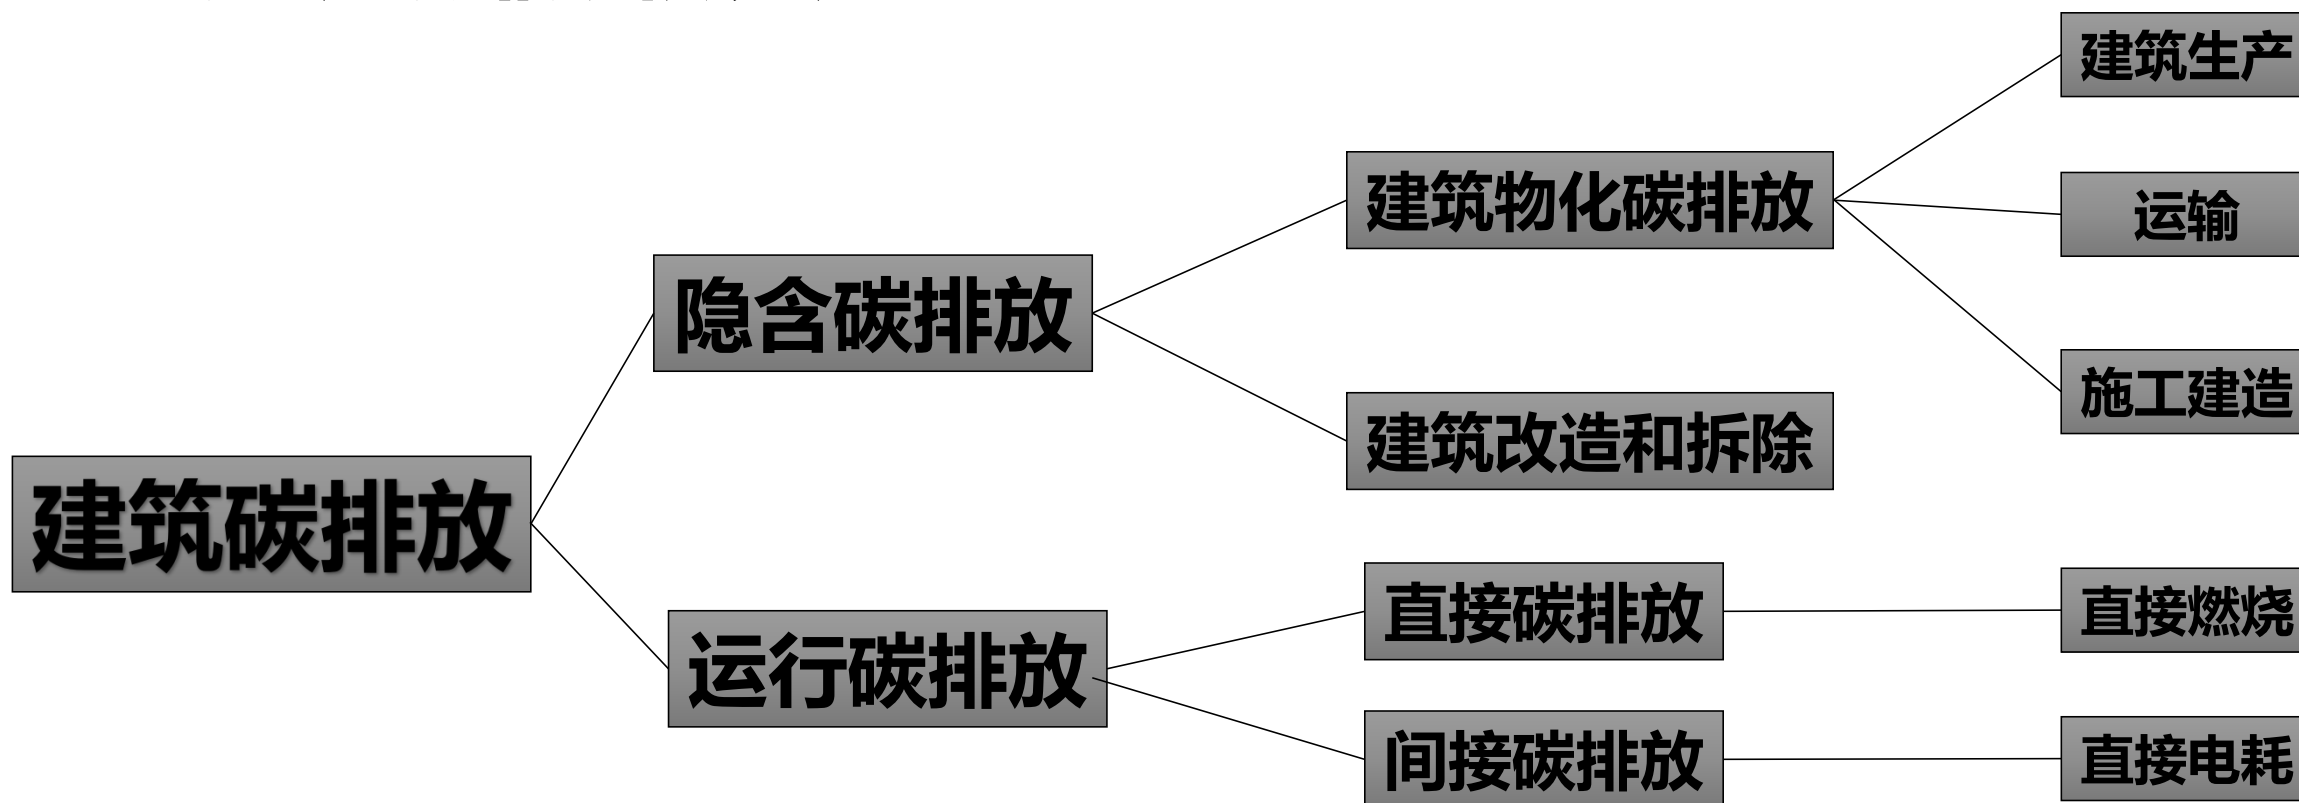 建筑生产
建筑物化碳排放
运输
隐含碳排放
施工建造
建筑改造和拆除
建筑碳排放
直接碳排放
直接燃烧
运行碳排放
间接碳排放
直接电耗